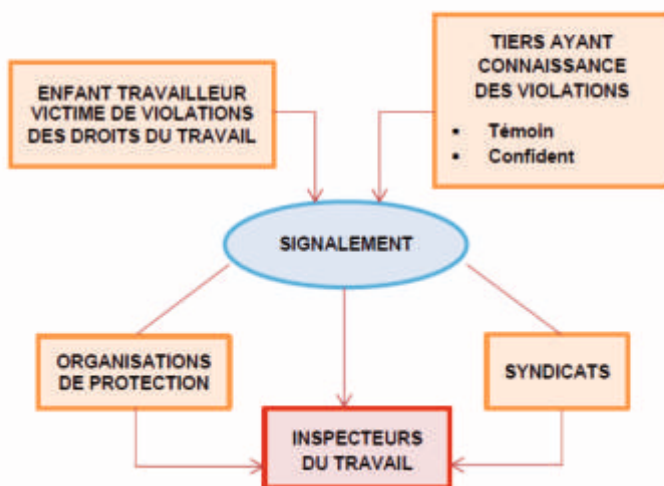 ENFANT TRAVAILLEUR
VICTIME DE VIOLATIONS
DES DROITS DU TRAVAIL
TIERS AYANT
CONNAISSANCE
DES VIOLATIONS
▪ Témoin
▪ Confident
SIGNALEMENT
ORGANISATIONS
DE PROTECTION
SYNDICATS
INSPECTEURS
DU TRAVAIL